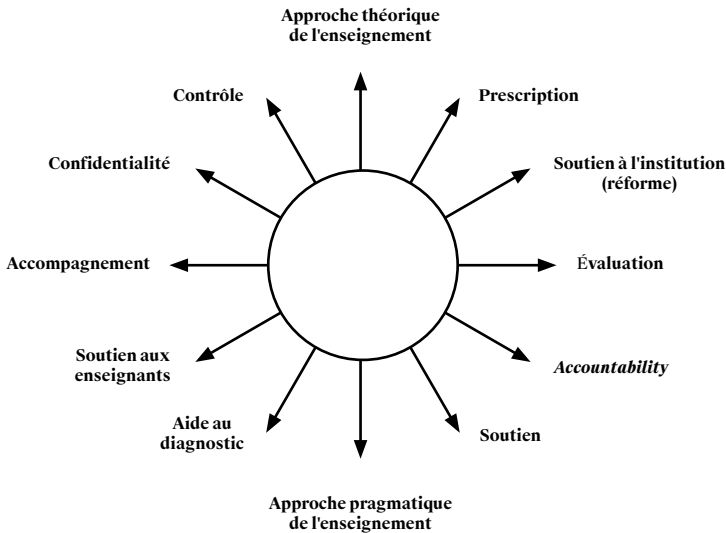 Approche théorique
de l'enseignement
Contrôle
Prescription
Confidentialité
Soutien à l'institution
(réforme)
Accompagnement
Évaluation
Soutien aux
enseignants
Accountability
Aide au
diagnostic
Soutien
Approche pragmatique
de l'enseignement